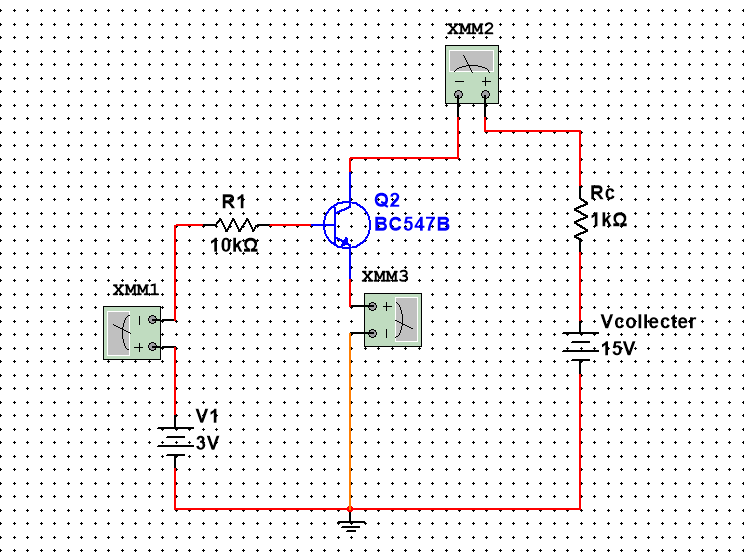 XMM2
Rc
1kΩ
R1
10kΩ
Q2
BC547B
XMM1
XMM3
Vcollecter
15V
V1
3V